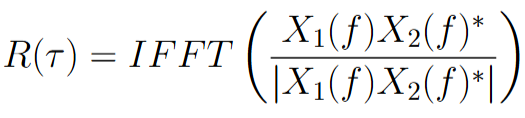 R(τ) = IFFT ( X₁(f)X₂(f)* / |X₁(f)X₂(f)*| )